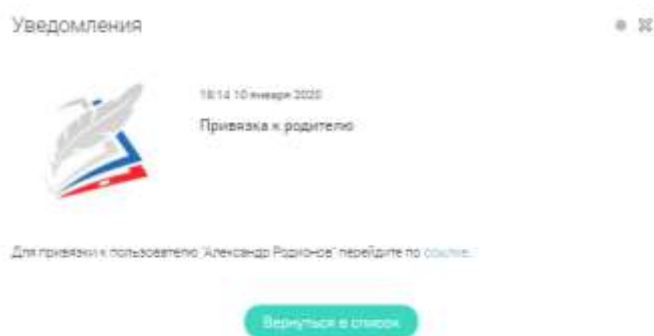 Уведомления
18:14 10 января 2020
Привязка к родителю
Для привязки к пользователю "Александр Родионов" перейдите по ссылке.
Вернуться в список